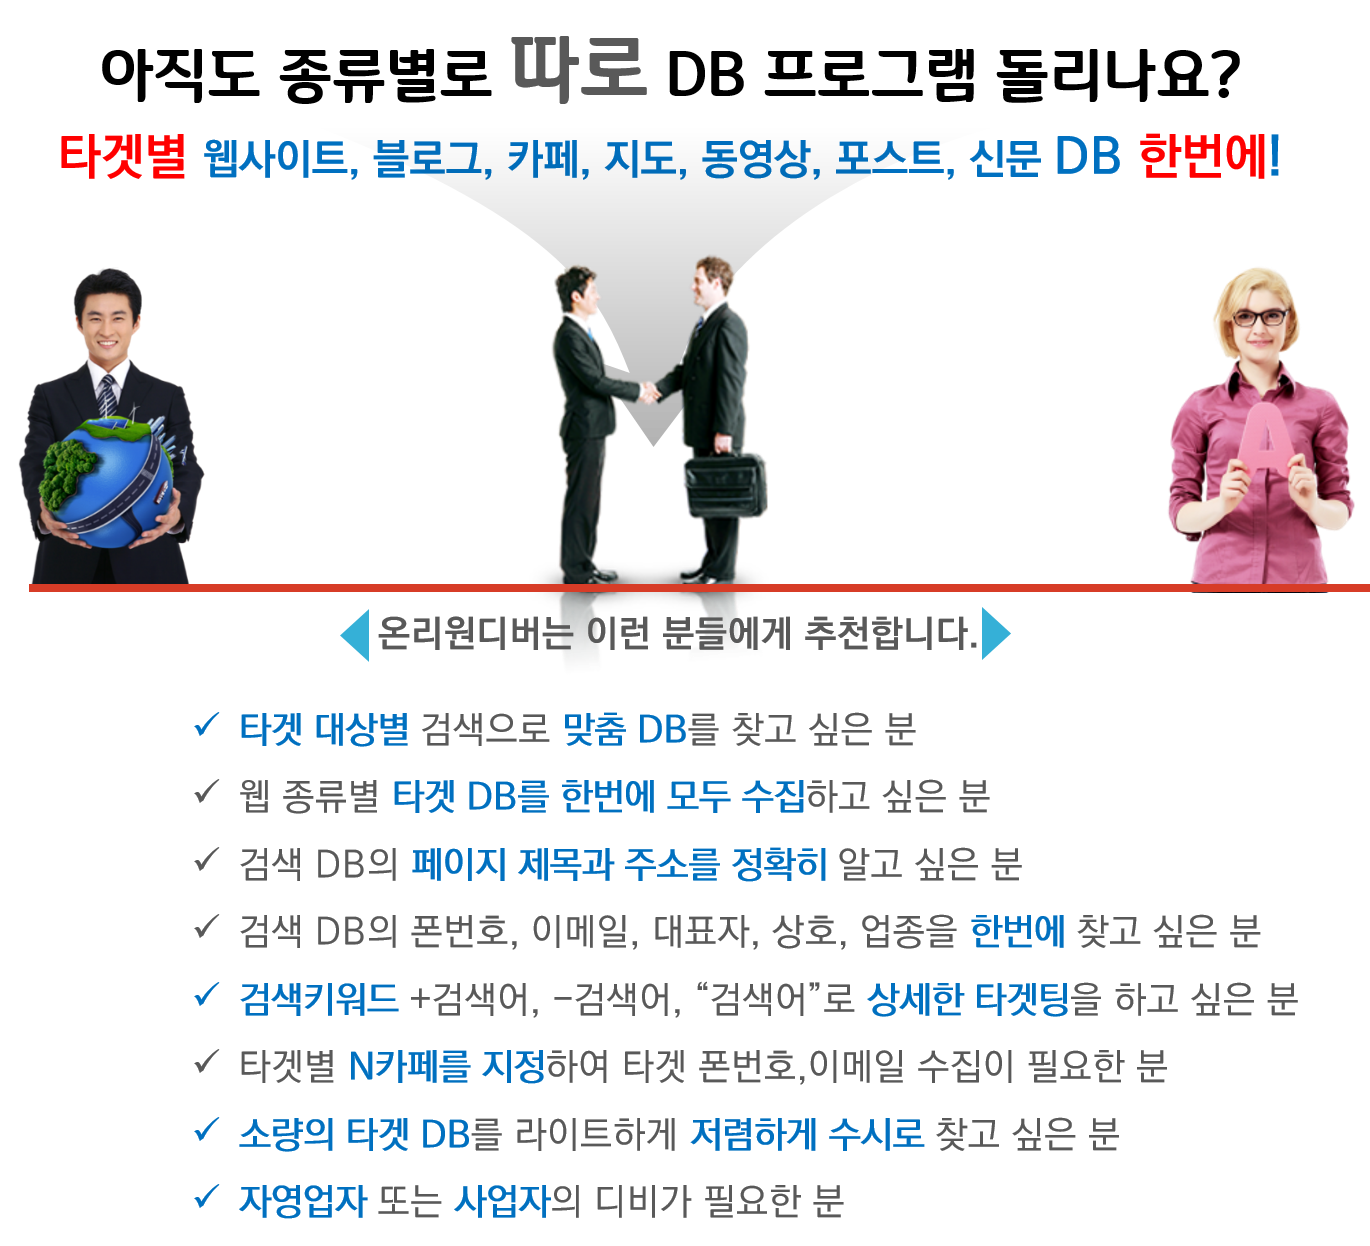 아직도 종류별로 따로 DB 프로그램 돌리나요?
타겟별 웹사이트, 블로그, 카페, 지도, 동영상, 포스트, 신문 DB 한번에!
A
온리원디버는 이런 분들에게 추천합니다.
✓ 타겟 대상별 검색으로 맞춤 DB를 찾고 싶은 분
✓ 웹 종류별 타겟 DB를 한번에 모두 수집하고 싶은 분
✓ 검색 DB의 페이지 제목과 주소를 정확히 알고 싶은 분
✓ 검색 DB의 폰번호, 이메일, 대표자, 상호, 업종을 한번에 찾고 싶은 분
✓ 검색키워드 +검색어, -검색어, “검색어”로 상세한 타겟팅을 하고 싶은 분
✓ 타겟별 N카페를 지정하여 타겟 폰번호,이메일 수집이 필요한 분
✓ 소량의 타겟 DB를 라이트하게 저렴하게 수시로 찾고 싶은 분
✓ 자영업자 또는 사업자의 디비가 필요한 분